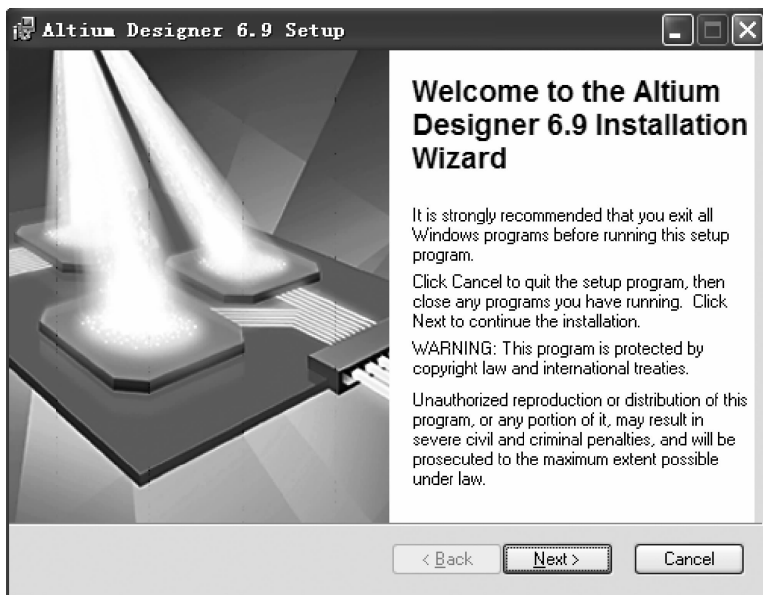 Altium Designer 6.9 Setup
Welcome to the Altium
Designer 6.9 Installation
Wizard
It is strongly recommended that you exit all
Windows programs before running this setup
program.
Click Cancel to quit the setup program, then
close any programs you have running. Click
Next to continue the installation.
WARNING: This program is protected by
copyright law and international treaties.
Unauthorized reproduction or distribution of this
program, or any portion of it, may result in
severe civil and criminal penalties, and will be
prosecuted to the maximum extent possible
under law.
< Back Next > Cancel